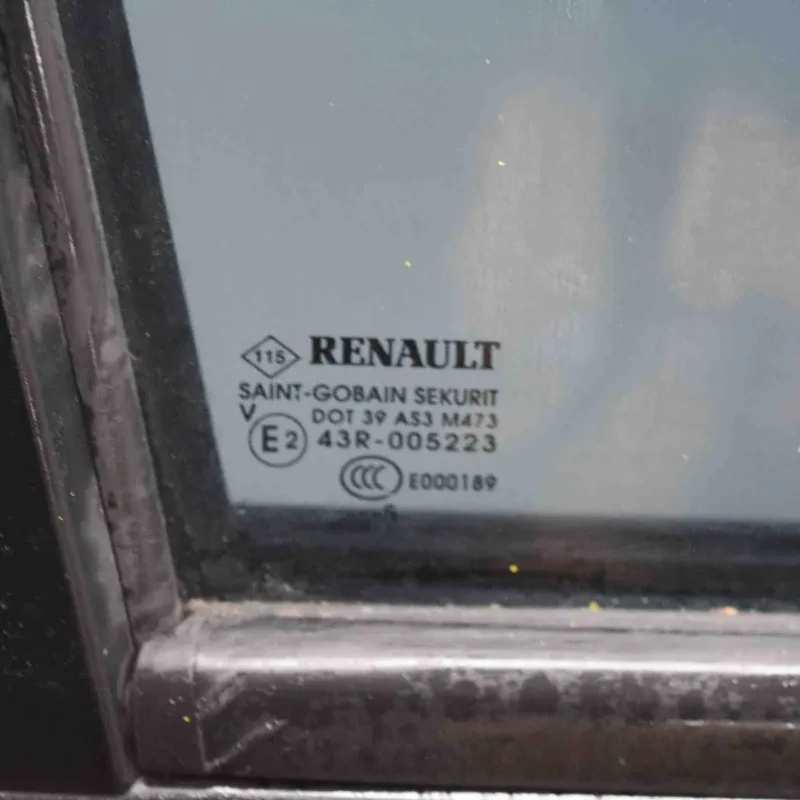 115 RENAULT
SAINT-GOBAIN SEKURIT
V DOT 39 AS3 M473
E2 43R-005223
CCC E000189